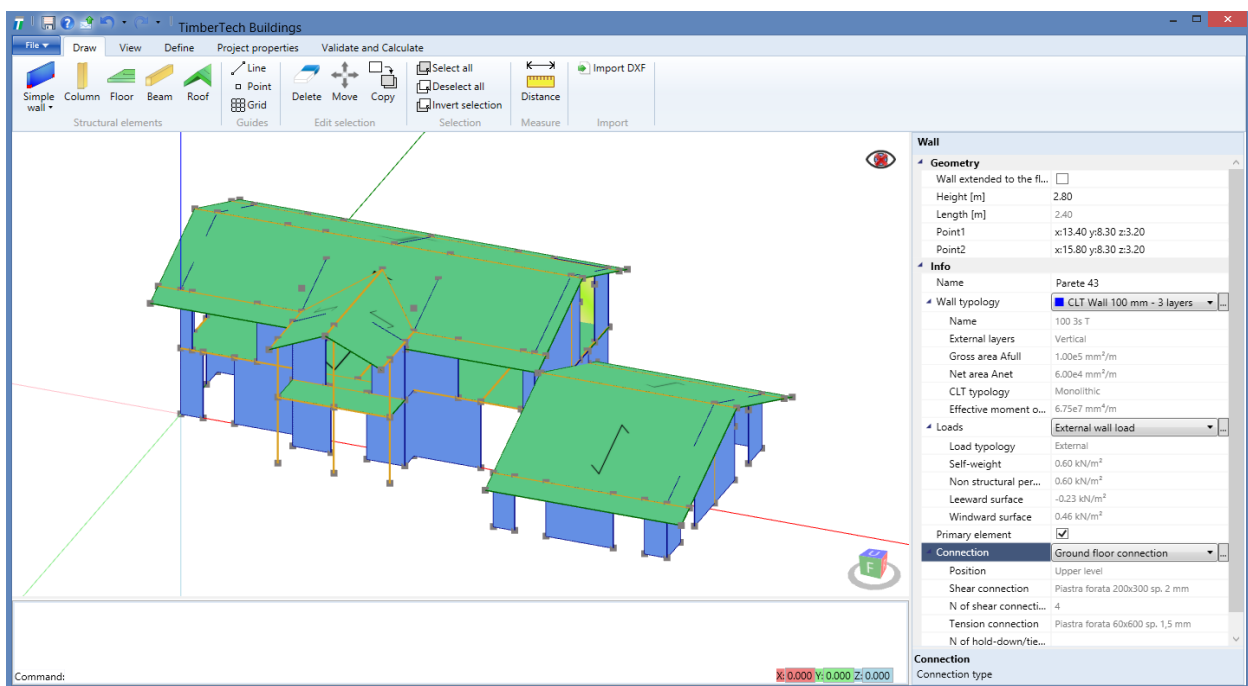 TimberTech Buildings
File Draw View Define Project properties Validate and Calculate
Simple wall Column Floor Beam Roof
Line
Point
Grid
Delete Move Copy
Select all
Deselect all
Invert selection
Distance
Import DXF
Structural elements Guides Edit selection Selection Measure Import
F
U
Command:
X: 0.000 Y: 0.000 Z: 0.000
Wall
Geometry
Wall extended to the fl...
Height [m] 2.80
Length [m] 2.40
Point1 x:13.40 y:8.30 z:3.20
Point2 x:15.80 y:8.30 z:3.20
Info
Name Parete 43
Wall typology CLT Wall 100 mm - 3 layers ...
Name 100 3s T
External layers Vertical
Gross area Afull 1.00e5 mm²/m
Net area Anet 6.00e4 mm²/m
CLT typology Monolithic
Effective moment o... 6.75e7 mm⁴/m
Loads External wall load ...
Load typology External
Self-weight 0.60 kN/m²
Non structural per... 0.60 kN/m²
Leeward surface -0.23 kN/m²
Windward surface 0.46 kN/m²
Primary element
Connection Ground floor connection ...
Position Upper level
Shear connection Piastra forata 200x300 sp. 2 mm
N of shear connecti... 4
Tension connection Piastra forata 60x600 sp. 1,5 mm
N of hold-down/tie...
Connection
Connection type